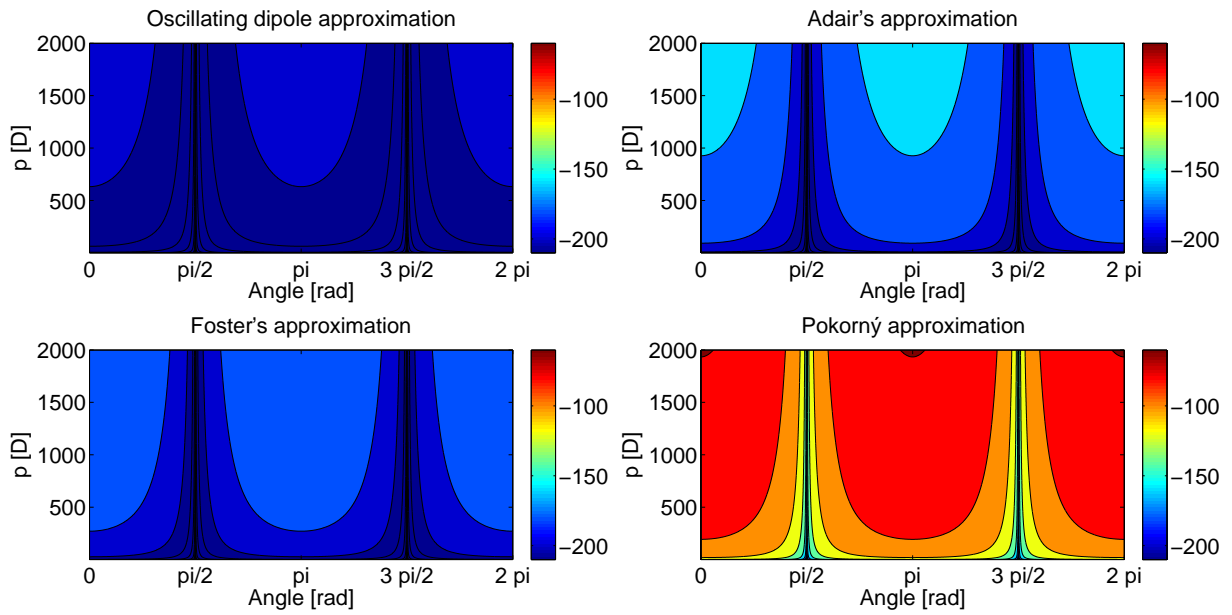 Oscillating dipole approximation
2000
1500
1000
500
p [D]
0 pi/2 pi 3 pi/2 2 pi
Angle [rad]
−100
−150
−200
Adair's approximation
2000
1500
1000
500
p [D]
0 pi/2 pi 3 pi/2 2 pi
Angle [rad]
−100
−150
−200
Foster's approximation
2000
1500
1000
500
p [D]
0 pi/2 pi 3 pi/2 2 pi
Angle [rad]
−100
−150
−200
Pokorný approximation
2000
1500
1000
500
p [D]
0 pi/2 pi 3 pi/2 2 pi
Angle [rad]
−100
−150
−200